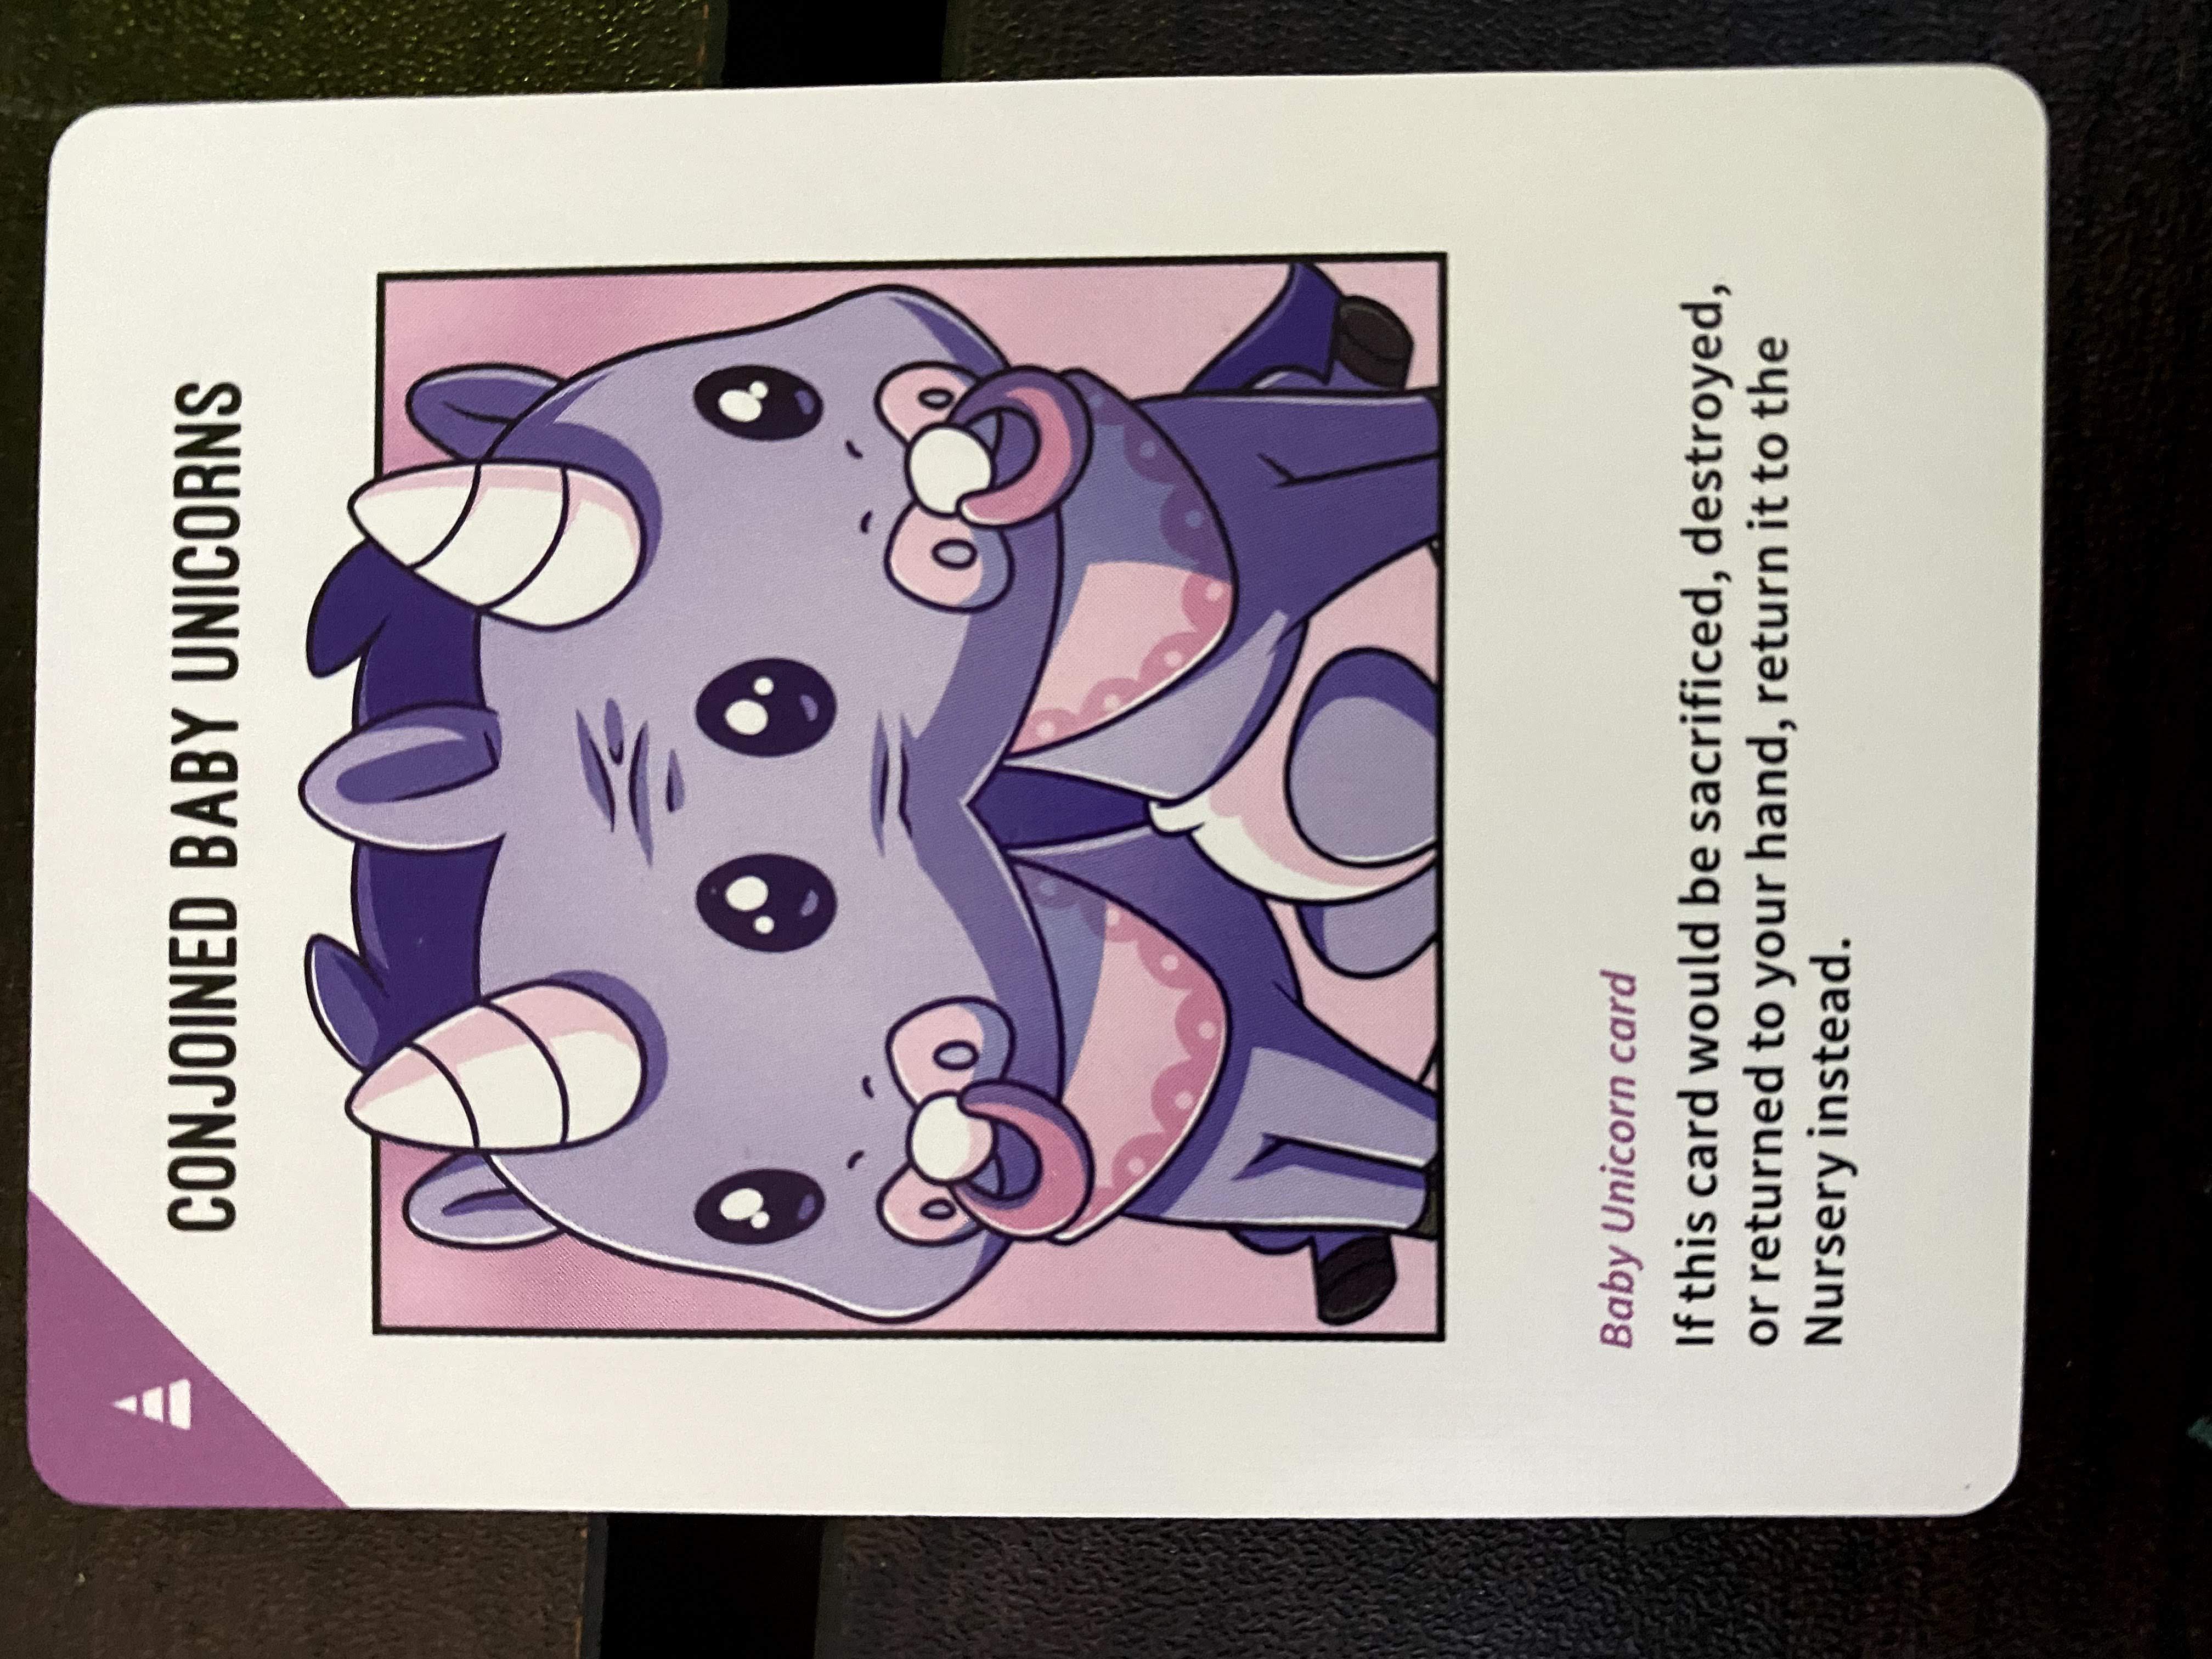 CONJOINED BABY UNICORNS
Baby Unicorn card
If this card would be sacrificed, destroyed,
or returned to your hand, return it to the
Nursery instead.